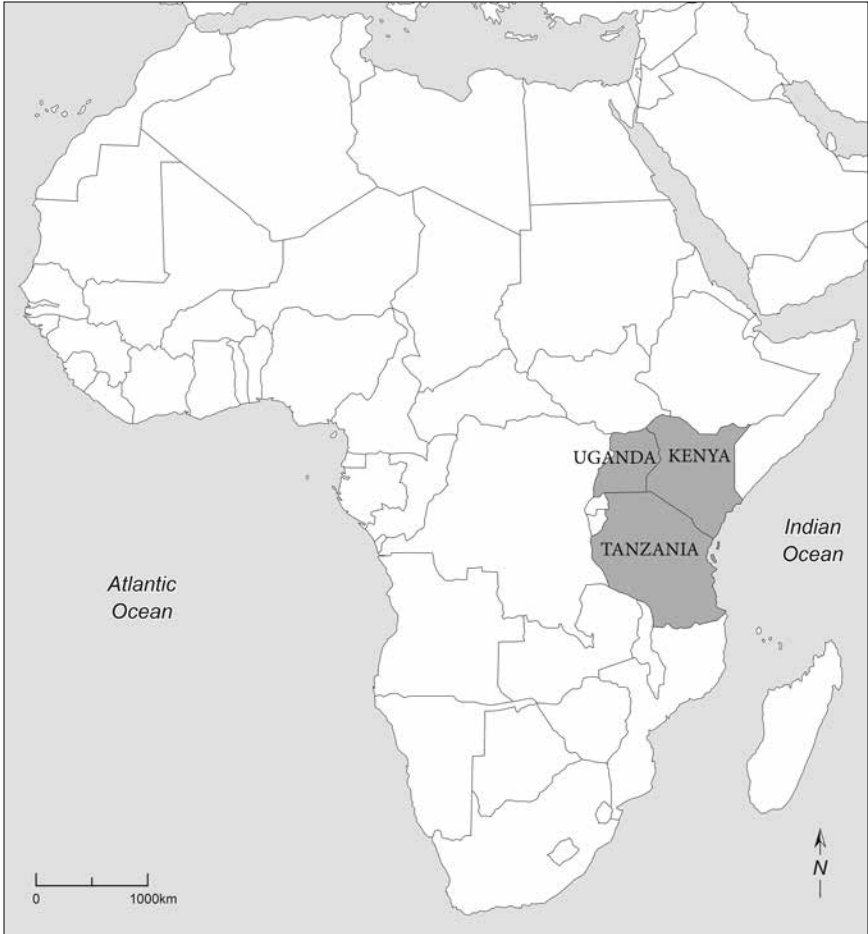 UGANDA
KENYA
TANZANIA
Indian
Ocean
Atlantic
Ocean
0
1000km
N